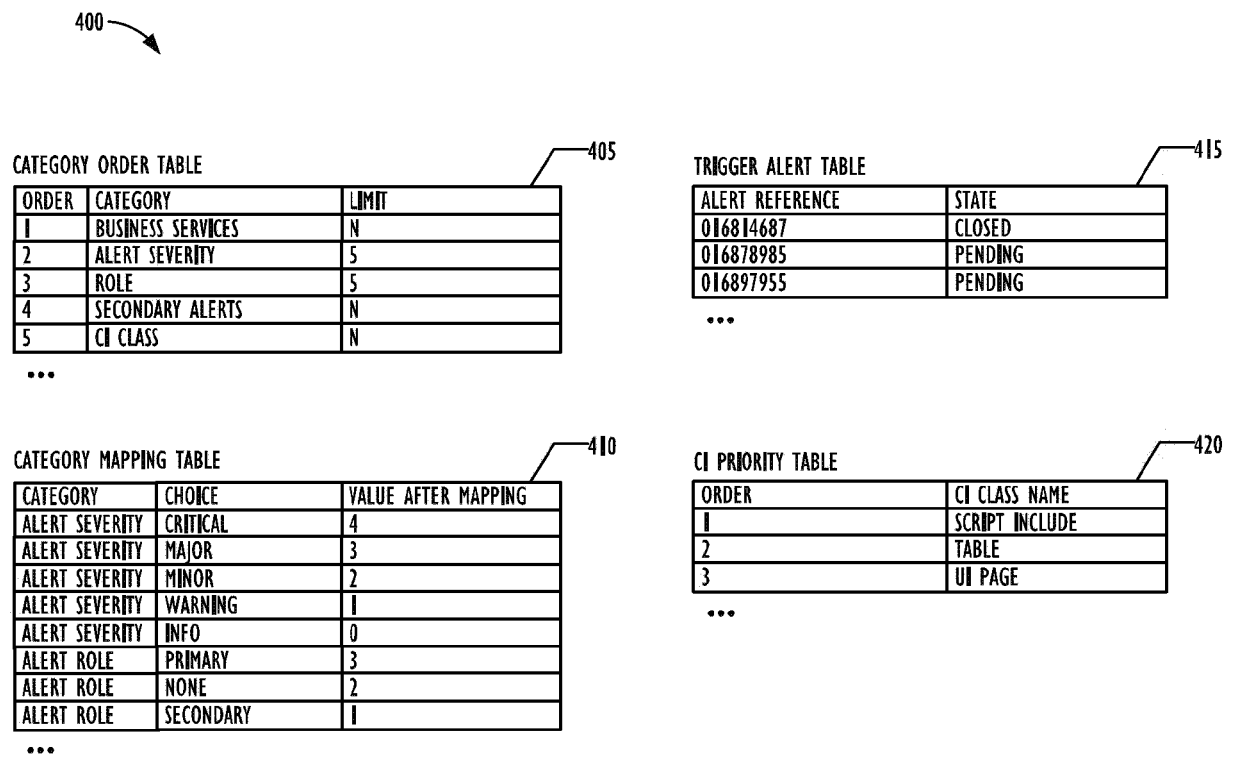 400
CATEGORY ORDER TABLE
405
ORDER CATEGORY LIMIT
1 BUSINESS SERVICES N
2 ALERT SEVERITY 5
3 ROLE 5
4 SECONDARY ALERTS N
5 CI CLASS N
...
TRIGGER ALERT TABLE
415
ALERT REFERENCE STATE
016814687 CLOSED
016878985 PENDING
016897955 PENDING
...
CATEGORY MAPPING TABLE
410
CATEGORY CHOICE VALUE AFTER MAPPING
ALERT SEVERITY CRITICAL 4
ALERT SEVERITY MAJOR 3
ALERT SEVERITY MINOR 2
ALERT SEVERITY WARNING 1
ALERT SEVERITY INFO 0
ALERT ROLE PRIMARY 3
ALERT ROLE NONE 2
ALERT ROLE SECONDARY 1
...
CI PRIORITY TABLE
420
ORDER CI CLASS NAME
1 SCRIPT INCLUDE
2 TABLE
3 UI PAGE
...